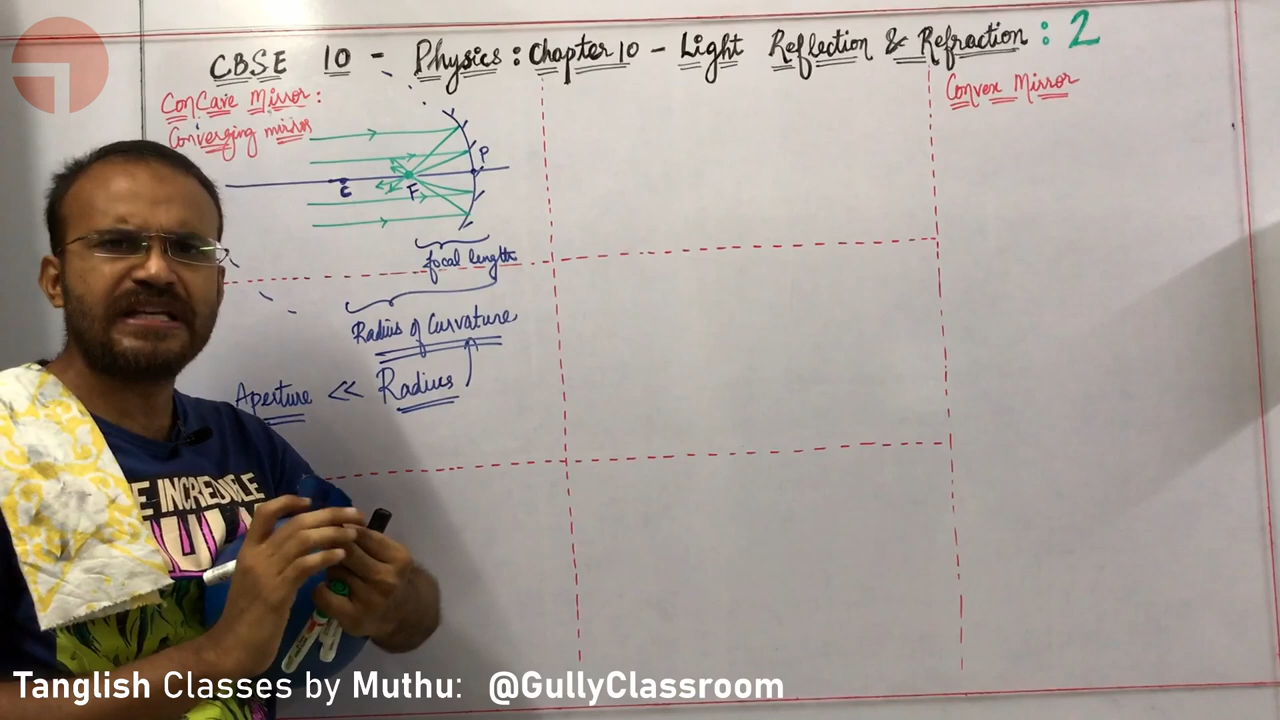 CBSE 10 - Physics : Chapter 10 - Light Reflection & Refraction : 2
Concave Mirror :
Converging mirror
P
C
F
focal length
Radius of Curvature
Aperture << Radius
Convex Mirror
E INCREDIBLE
Tanglish Classes by Muthu: @GullyClassroom